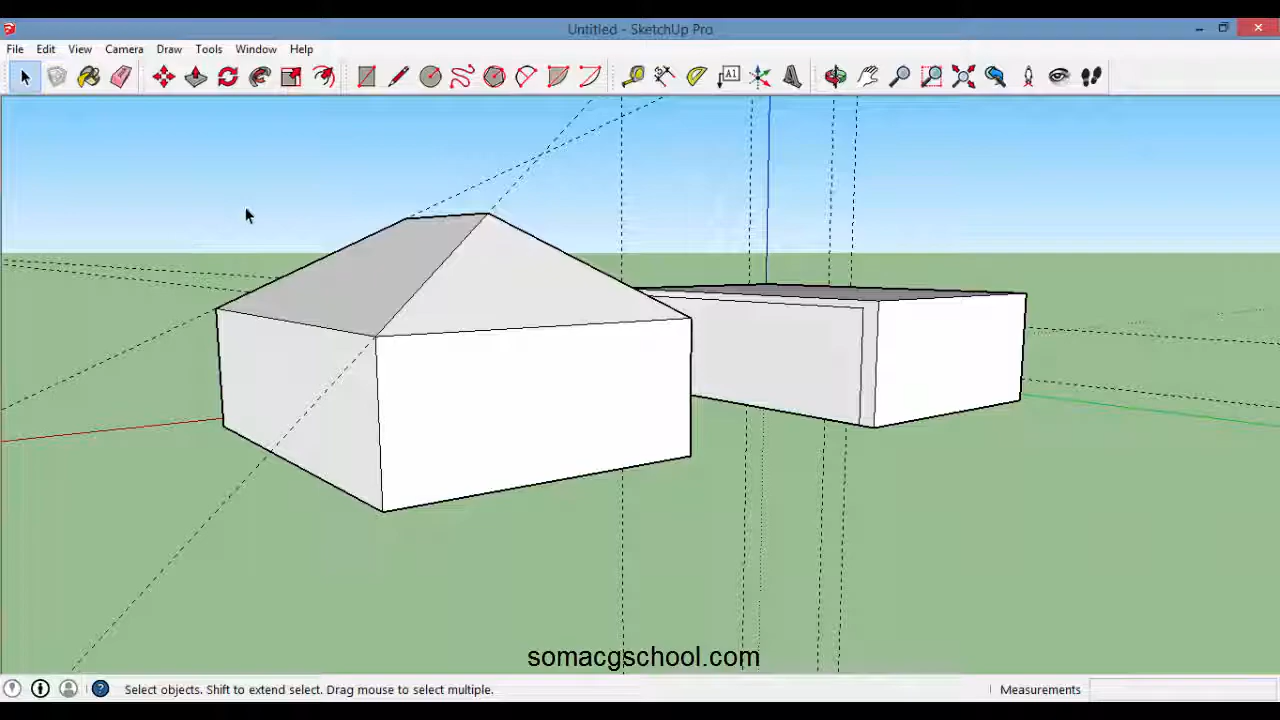 Untitled - SketchUp Pro
File Edit View Camera Draw Tools Window Help
A1
somacgschool.com
Select objects. Shift to extend select. Drag mouse to select multiple.
Measurements